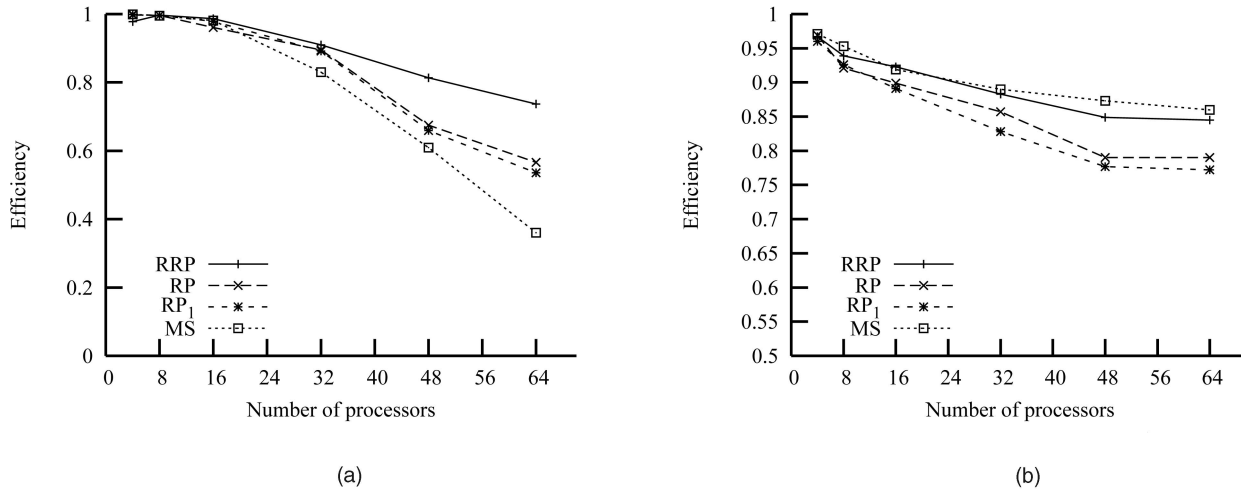 1
0.8
0.6
0.4
0.2
0
Efficiency
RRP
RP
RP1
MS
0 8 16 24 32 40 48 56 64
Number of processors
(a)
1
0.95
0.9
0.85
0.8
0.75
0.7
0.65
0.6
0.55
0.5
Efficiency
RRP
RP
RP1
MS
0 8 16 24 32 40 48 56 64
Number of processors
(b)